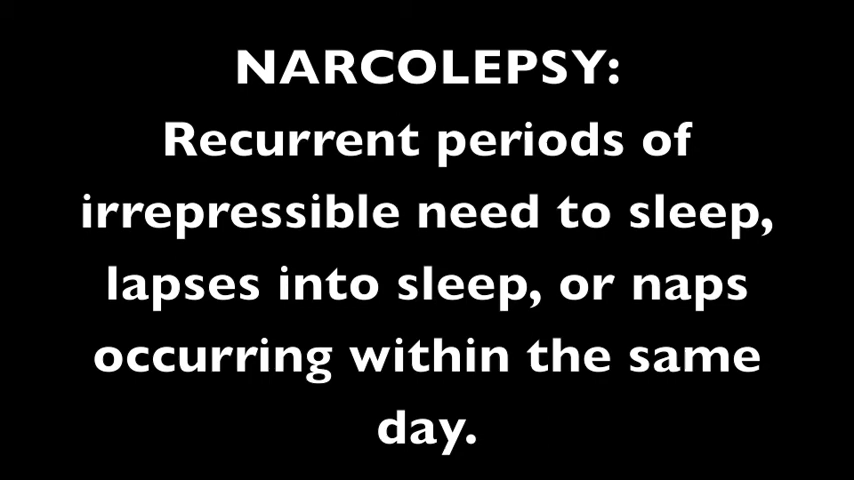 NARCOLEPSY:
Recurrent periods of
irrepressible need to sleep,
lapses into sleep, or naps
occurring within the same
day.